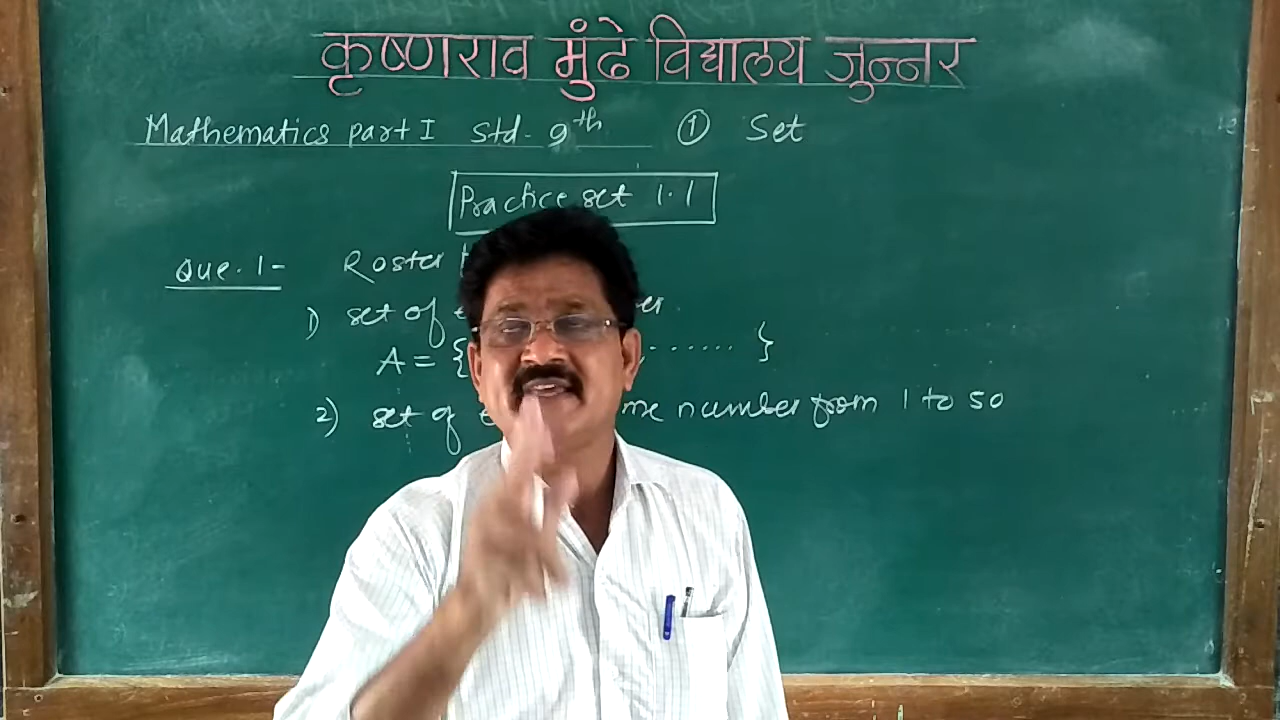 कृष्णराव मुंढे विद्यालय जुन्नर
Mathematics part I Std - 9th ① Set
Practice set 1.1
Que. 1- Roster
1) set of
A = { ....... }
2) set of number from 1 to 50